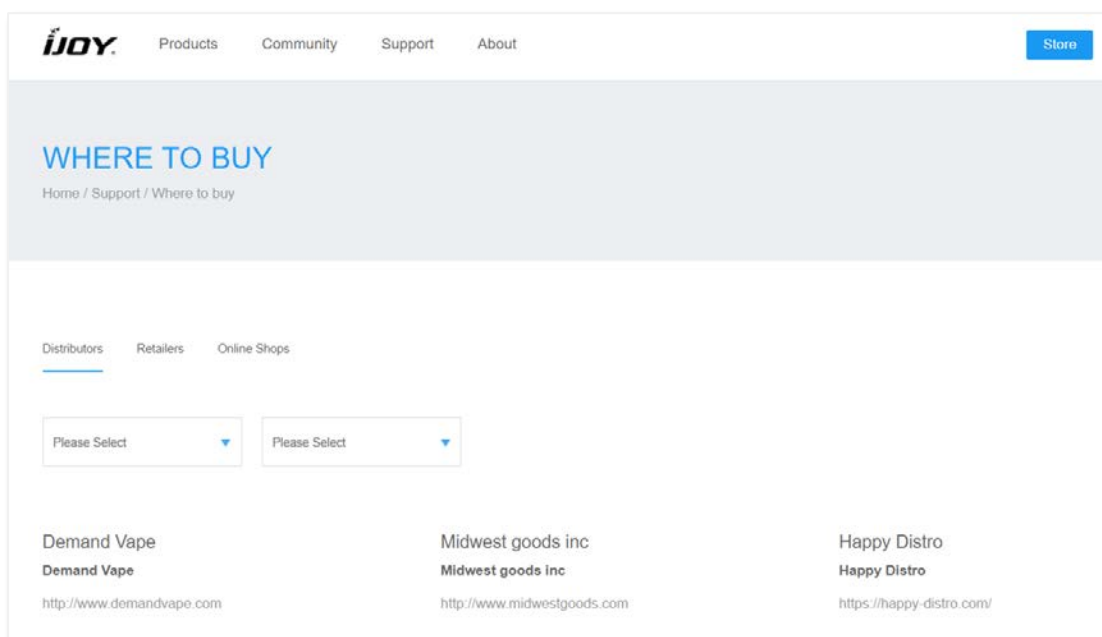 iJOY. Products Community Support About Store
WHERE TO BUY
Home / Support / Where to buy
Distributors Retailers Online Shops
Please Select Please Select
Demand Vape Midwest goods inc Happy Distro
Demand Vape Midwest goods inc Happy Distro
http://www.demandvape.com http://www.midwestgoods.com https://happy-distro.com/